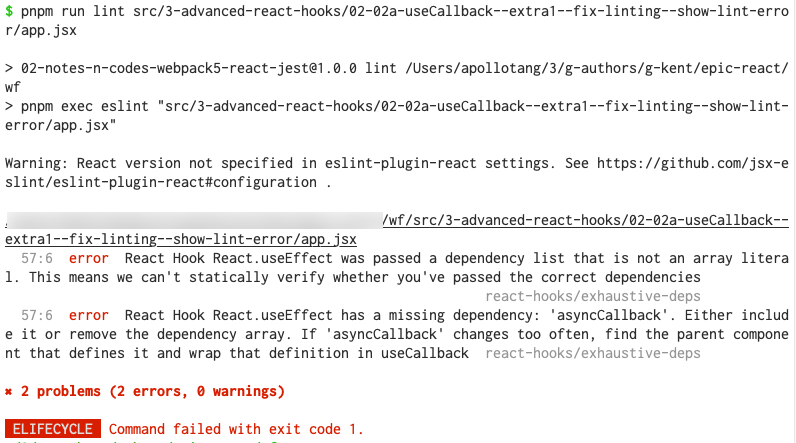 $ pnpm run lint src/3-advanced-react-hooks/02-02a-useCallback--extra1--fix-linting--show-lint-erro
r/app.jsx
> 02-notes-n-codes-webpack5-react-jest@1.0.0 lint /Users/apollotang/3/g-authors/g-kent/epic-react/
wf
> pnpm exec eslint "src/3-advanced-react-hooks/02-02a-useCallback--extra1--fix-linting--show-lint-
error/app.jsx"
Warning: React version not specified in eslint-plugin-react settings. See https://github.com/jsx-e
slint/eslint-plugin-react#configuration .
/wf/src/3-advanced-react-hooks/02-02a-useCallback--
extra1--fix-linting--show-lint-error/app.jsx
57:6 error React Hook React.useEffect was passed a dependency list that is not an array litera
l. This means we can't statically verify whether you've passed the correct dependencies
react-hooks/exhaustive-deps
57:6 error React Hook React.useEffect has a missing dependency: 'asyncCallback'. Either includ
e it or remove the dependency array. If 'asyncCallback' changes too often, find the parent compone
nt that defines it and wrap that definition in useCallback react-hooks/exhaustive-deps
✖ 2 problems (2 errors, 0 warnings)
ELIFECYCLE Command failed with exit code 1.